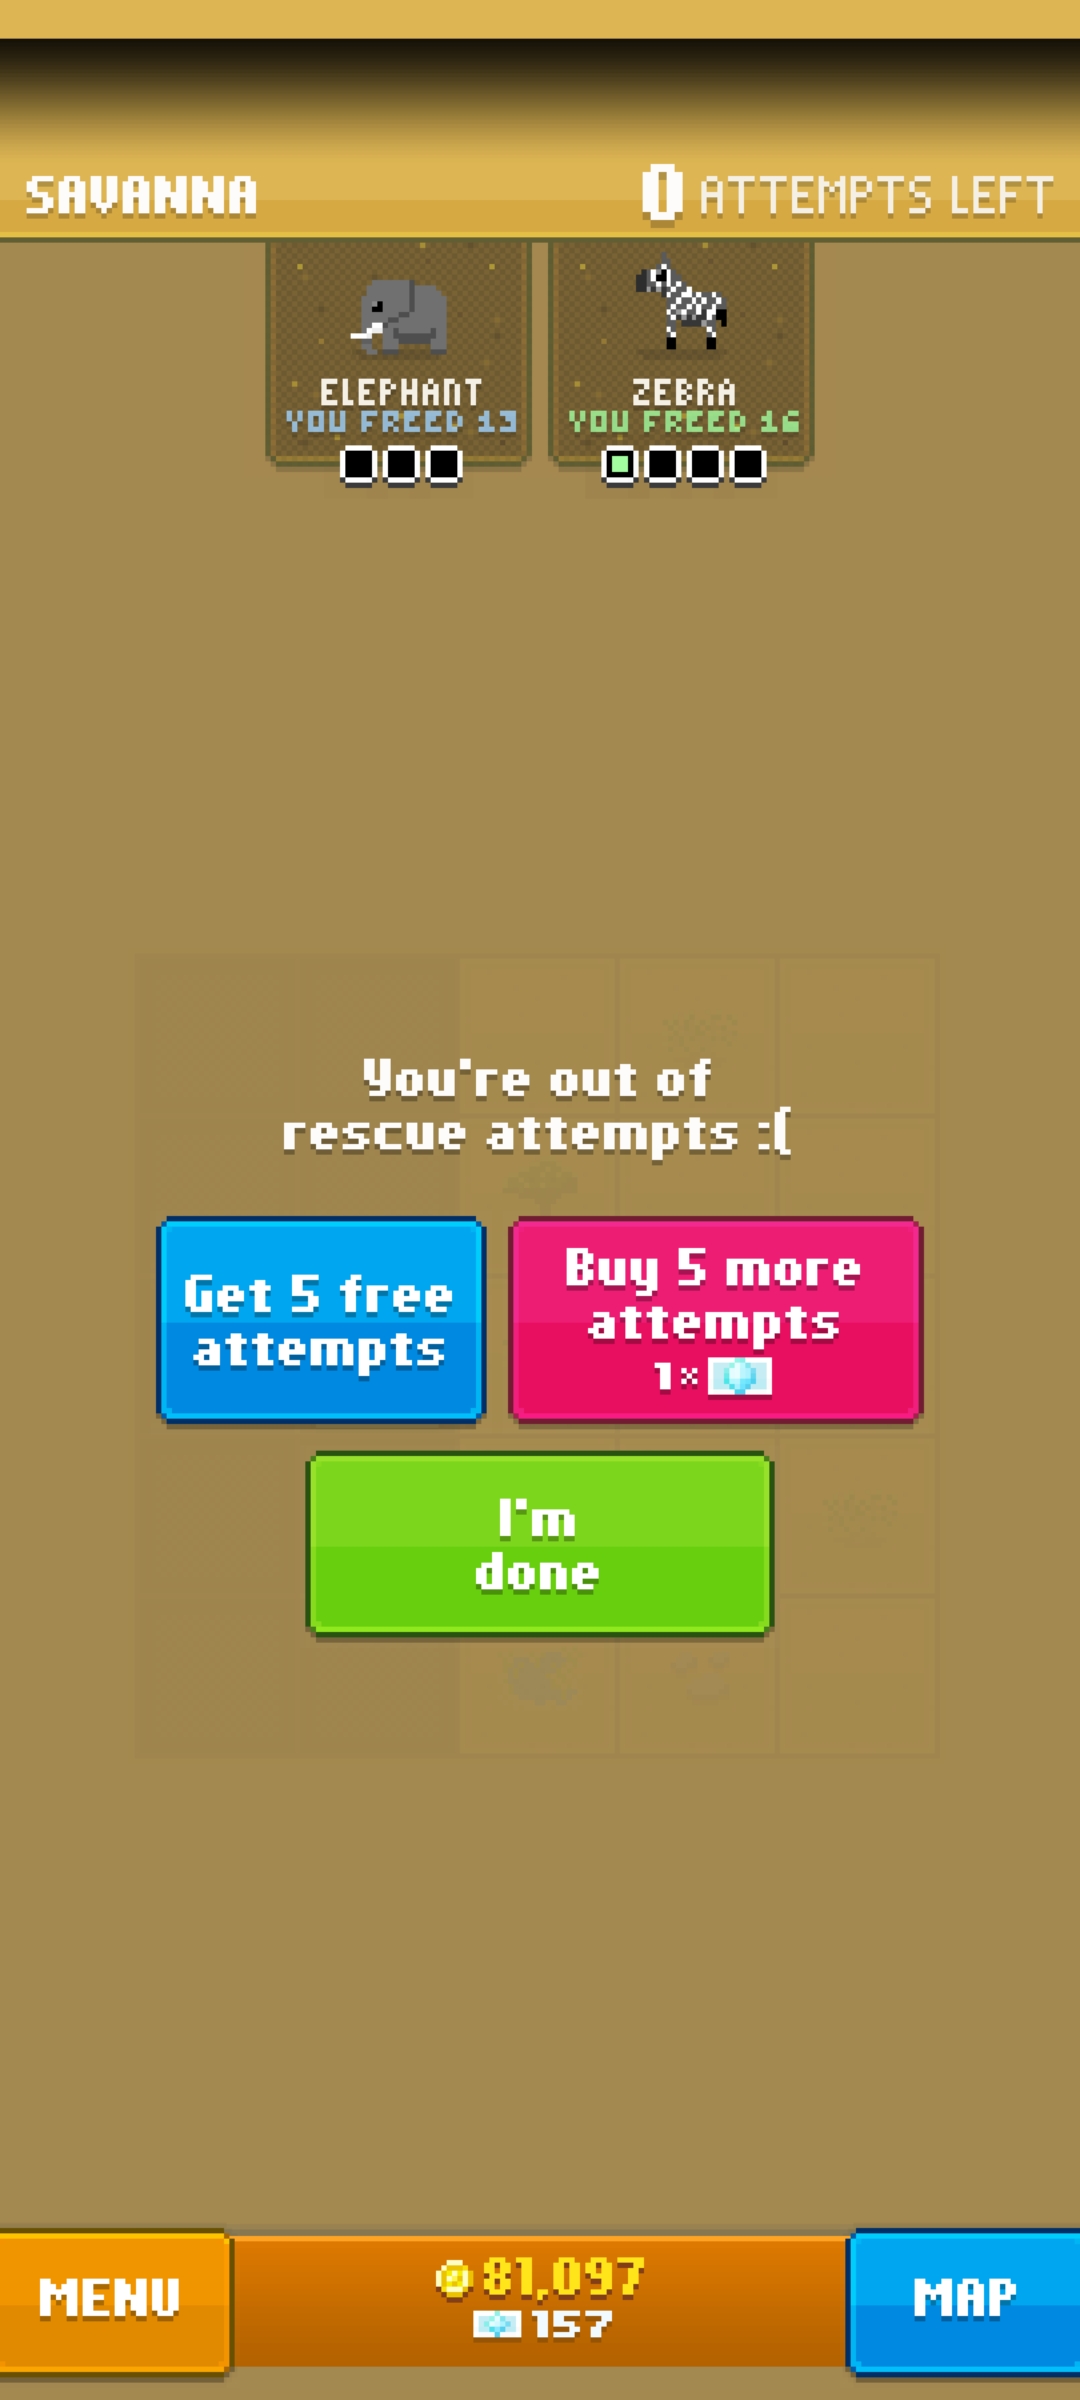 SAVANNA
0 ATTEMPTS LEFT
ELEPHANT
YOU FREED 13
ZEBRA
YOU FREED 16
You're out of
rescue attempts :(
Get 5 free
attempts
Buy 5 more
attempts
1×
I'm
done
MENU
81,097
157
MAP